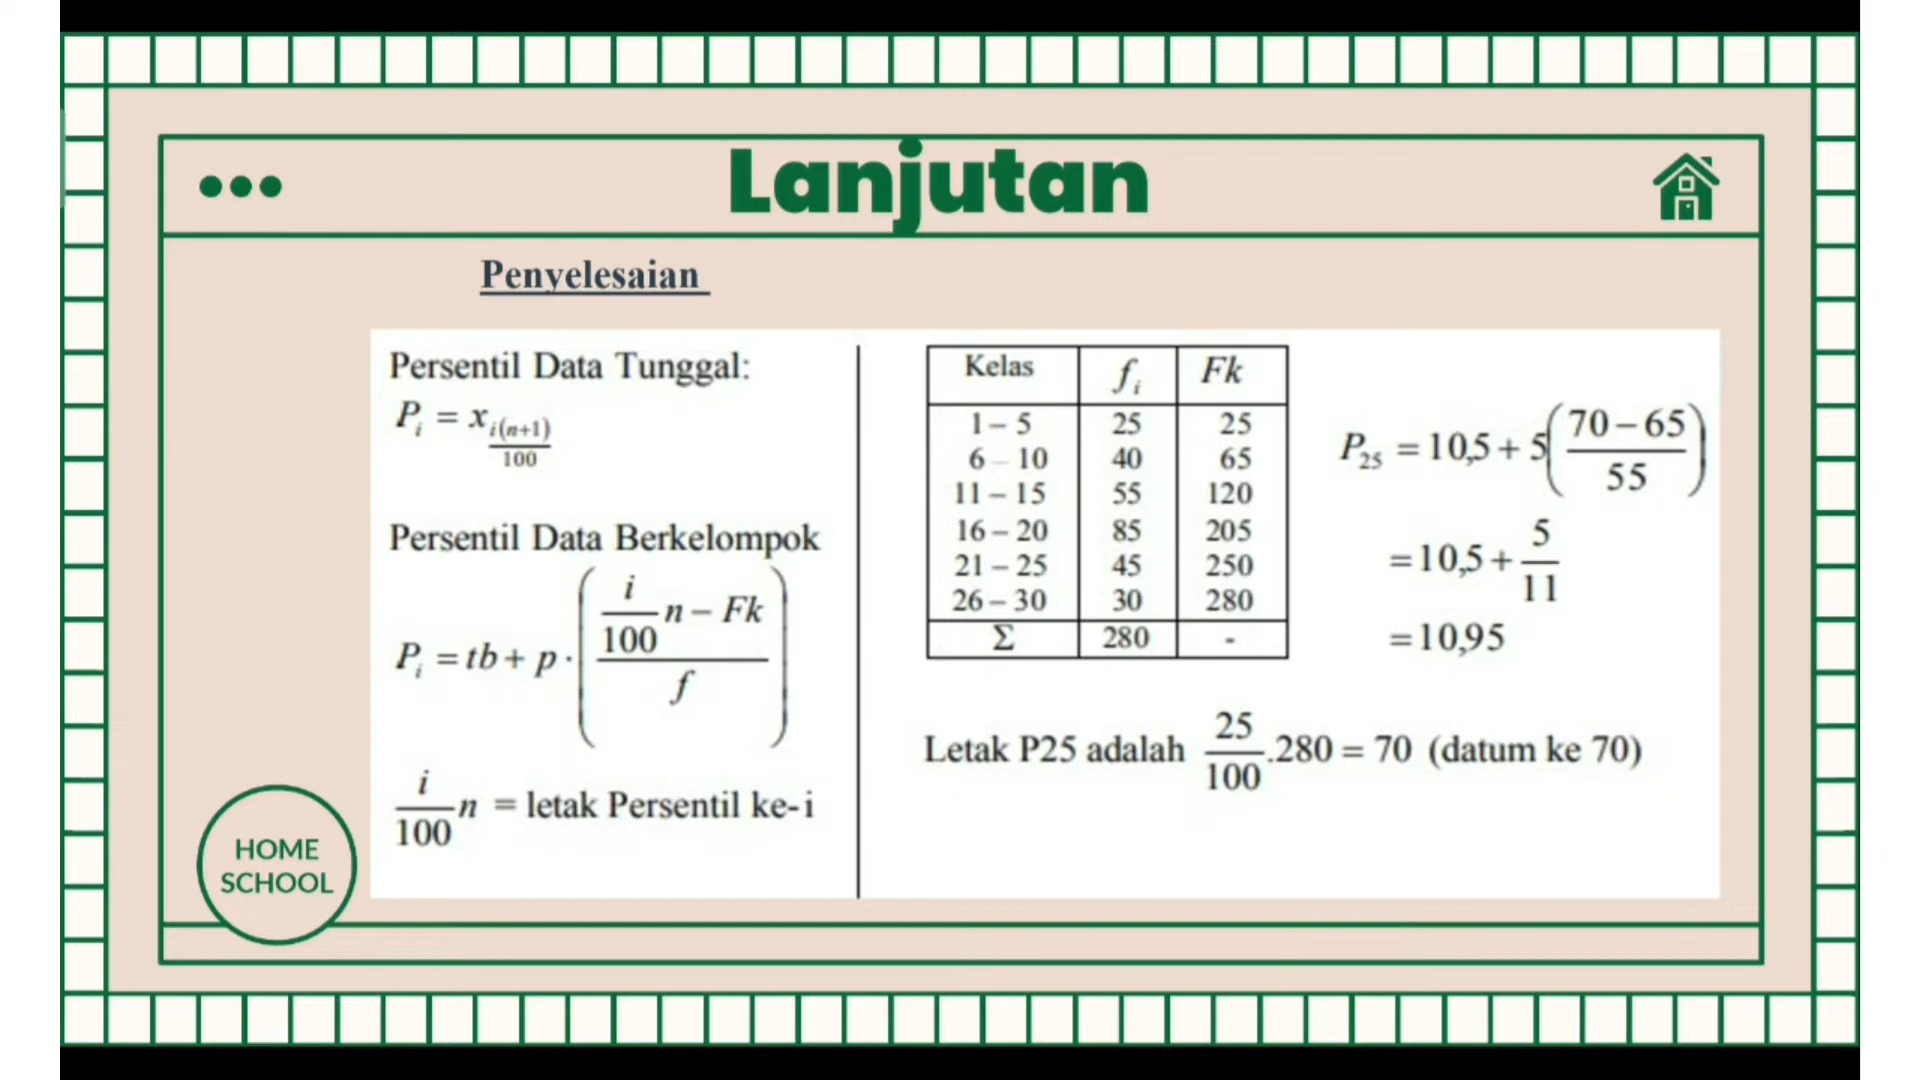 Lanjutan
Penyelesaian
Persentil Data Tunggal:
P_i = x_{i(n+1)/100}
Persentil Data Berkelompok
P_i = tb + p · ( (i/100 n – Fk) / f )
i/100 n = letak Persentil ke-i
Kelas f_i Fk
1 – 5 25 25
6 – 10 40 65
11 – 15 55 120
16 – 20 85 205
21 – 25 45 250
26 – 30 30 280
Σ 280 -
P_25 = 10,5 + 5( (70 – 65) / 55 )
= 10,5 + 5/11
= 10,95
Letak P25 adalah 25/100 .280 = 70 (datum ke 70)
HOME
SCHOOL